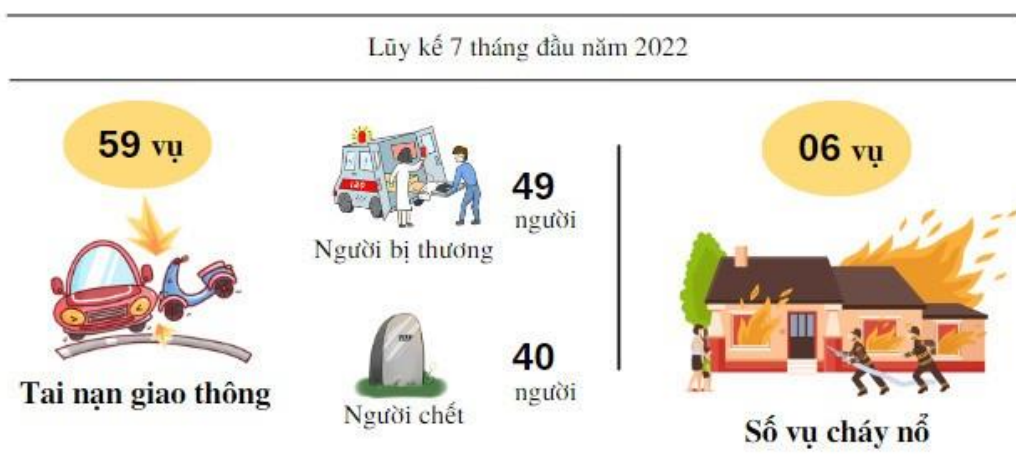 Lũy kế 7 tháng đầu năm 2022
59 vụ
Tai nạn giao thông
Người bị thương
49
người
Người chết
40
người
06 vụ
Số vụ cháy nổ